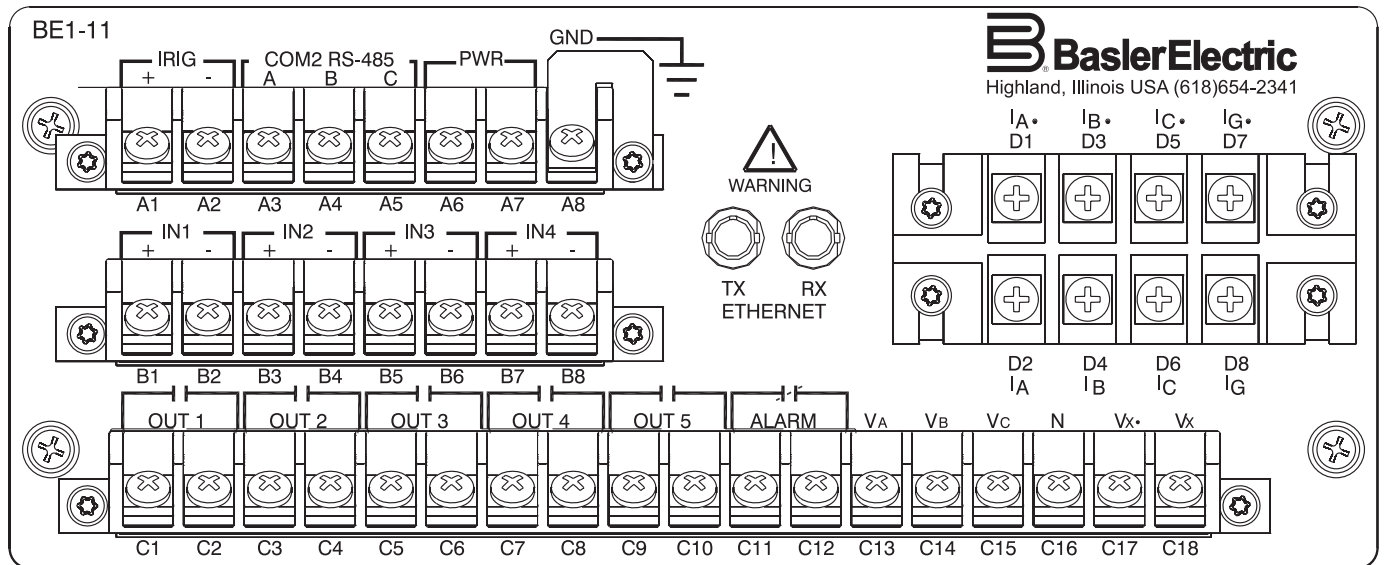 BE1-11
GND
BaslerElectric
Highland, Illinois USA (618)654-2341
IRIG COM2 RS-485 PWR
+ - A B C
A1 A2 A3 A4 A5 A6 A7 A8
WARNING
IA• IB• IC• IG•
D1 D3 D5 D7
IN1 IN2 IN3 IN4
+ - + - + - + -
TX RX
ETHERNET
B1 B2 B3 B4 B5 B6 B7 B8
D2 D4 D6 D8
IA IB IC IG
OUT 1 OUT 2 OUT 3 OUT 4 OUT 5 ALARM VA VB VC N VX• VX
C1 C2 C3 C4 C5 C6 C7 C8 C9 C10 C11 C12 C13 C14 C15 C16 C17 C18